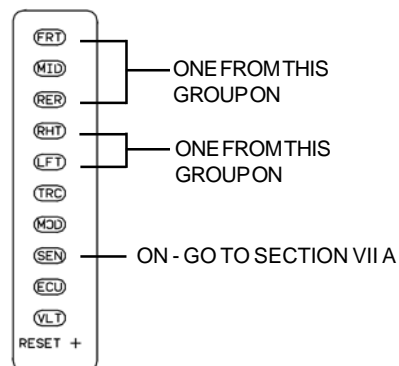 FRT
MID
RER
RHT
LFT
TRC
MOD
SEN
ECU
VLT
RESET +
ONE FROM THIS
GROUP ON
ONE FROM THIS
GROUP ON
ON - GO TO SECTION VII A